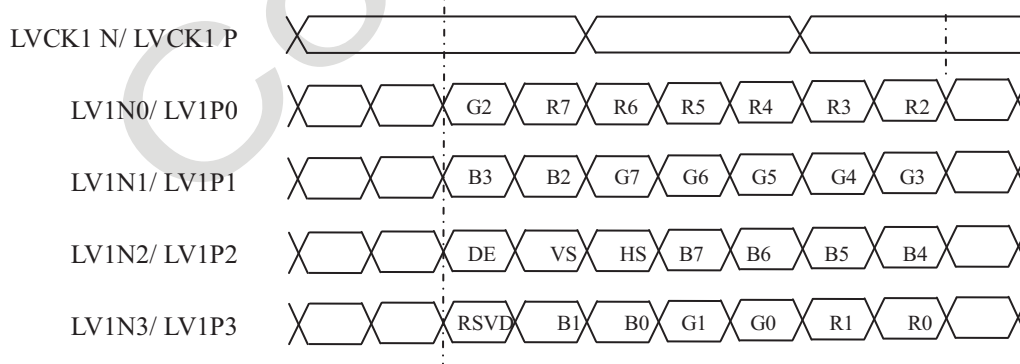 LVCK1 N/ LVCK1 P
LV1N0/ LV1P0 G2 R7 R6 R5 R4 R3 R2
LV1N1/ LV1P1 B3 B2 G7 G6 G5 G4 G3
LV1N2/ LV1P2 DE VS HS B7 B6 B5 B4
LV1N3/ LV1P3 RSVD B1 B0 G1 G0 R1 R0